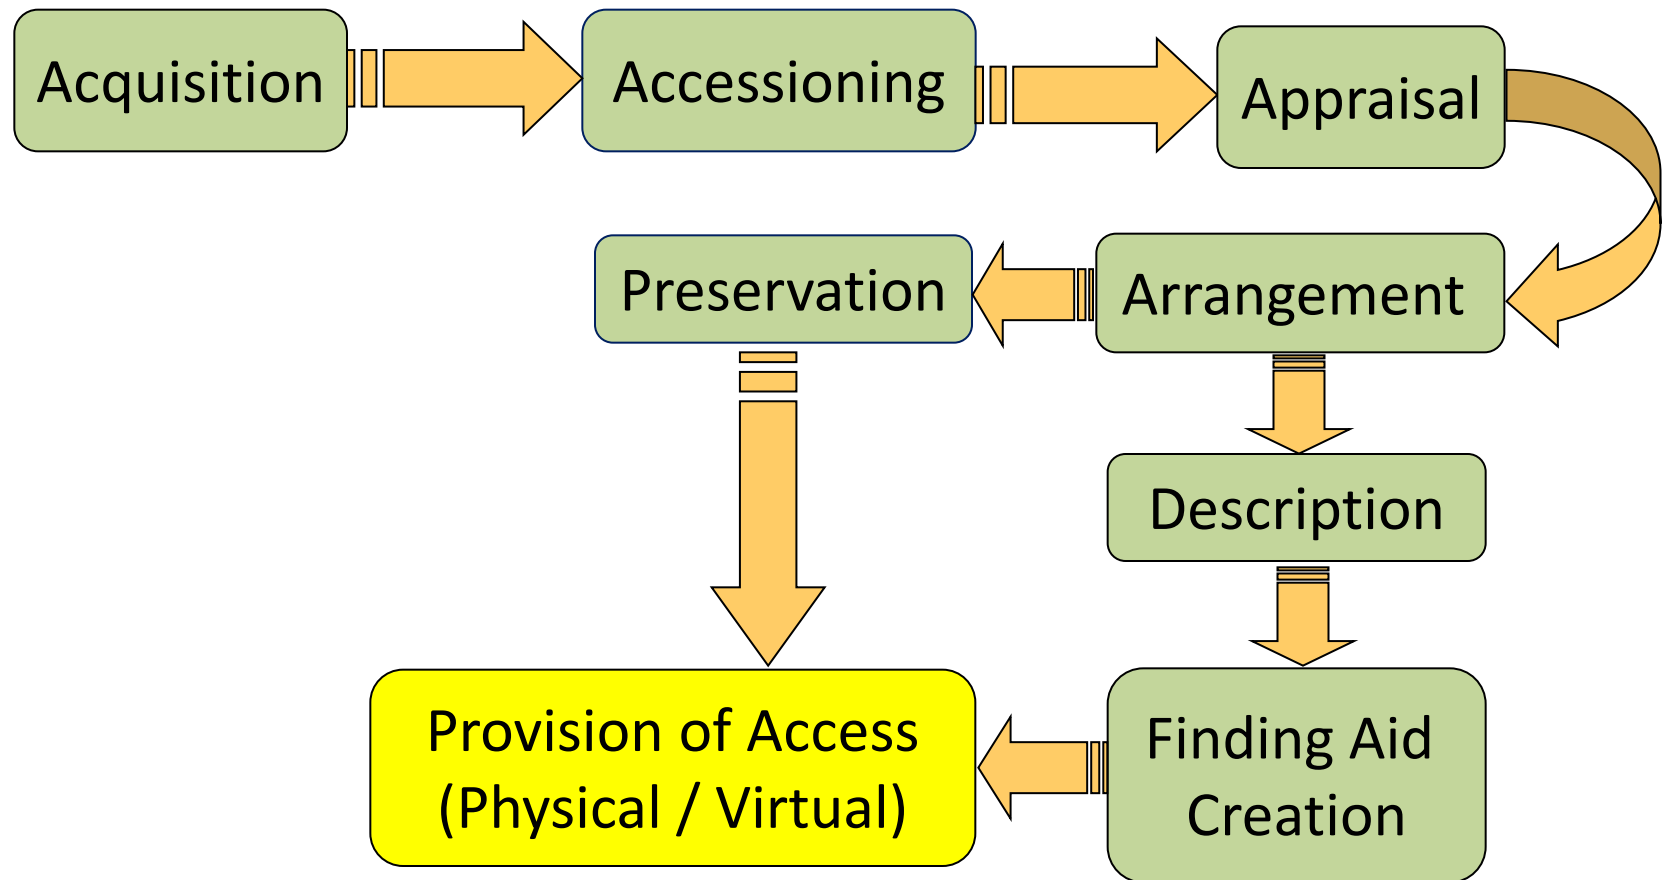 Acquisition
Accessioning
Appraisal
Preservation
Arrangement
Description
Provision of Access
(Physical / Virtual)
Finding Aid
Creation